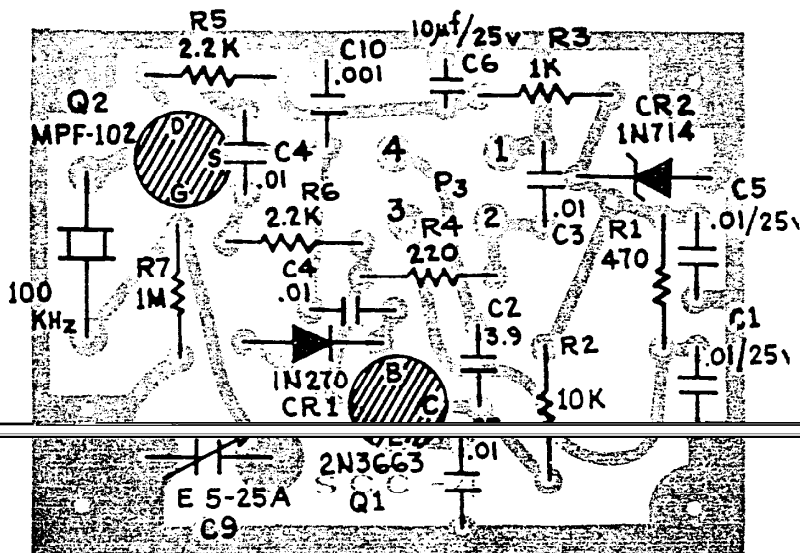 R5
2.2K
C10
.001
10µf/25v
C6
R3
1K
Q2
MPF-102
D
S
G
C4
.01
4
1
CR2
1N714
P3
R6
2.2K
3
R4
220
2
.01
C3
R1
470
C5
.01/25v
100
KHz
R7
1M
C4
.01
C2
3.9
R2
C1
.01/25v
1N270
CR1
B
C
10K
2N3663
Q1
.01
E 5-25A
C9
SCC